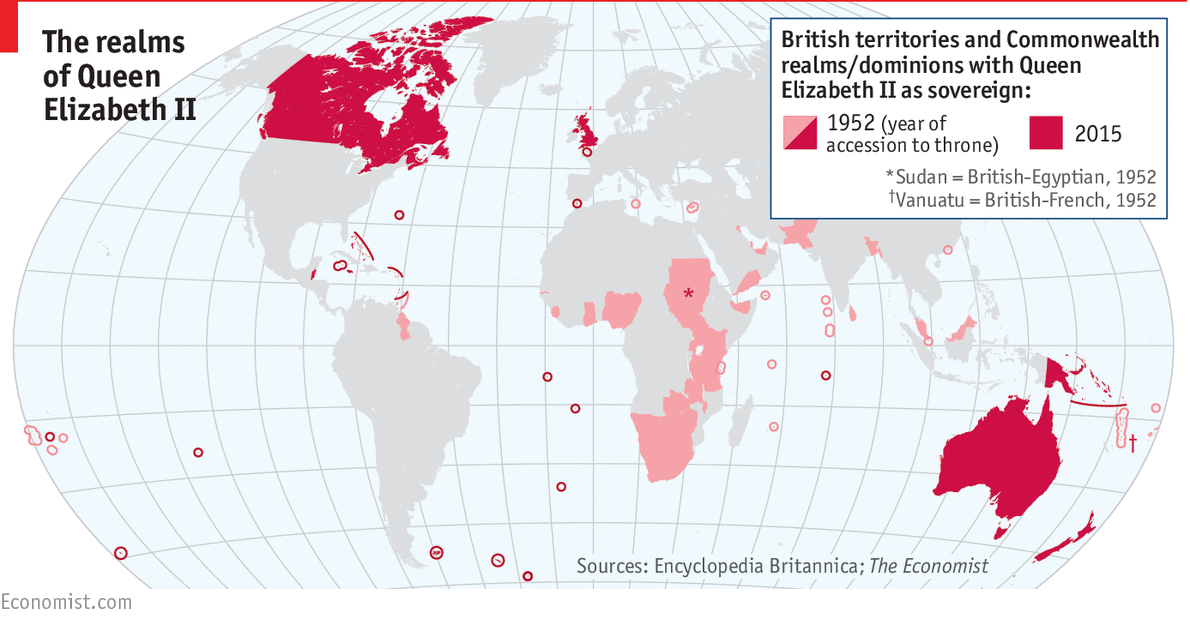 The realms
of Queen
Elizabeth II
British territories and Commonwealth
realms/dominions with Queen
Elizabeth II as sovereign:
1952 (year of
accession to throne)
2015
*Sudan = British-Egyptian, 1952
†Vanuatu = British-French, 1952
*
†
Sources: Encyclopedia Britannica; The Economist
Economist.com